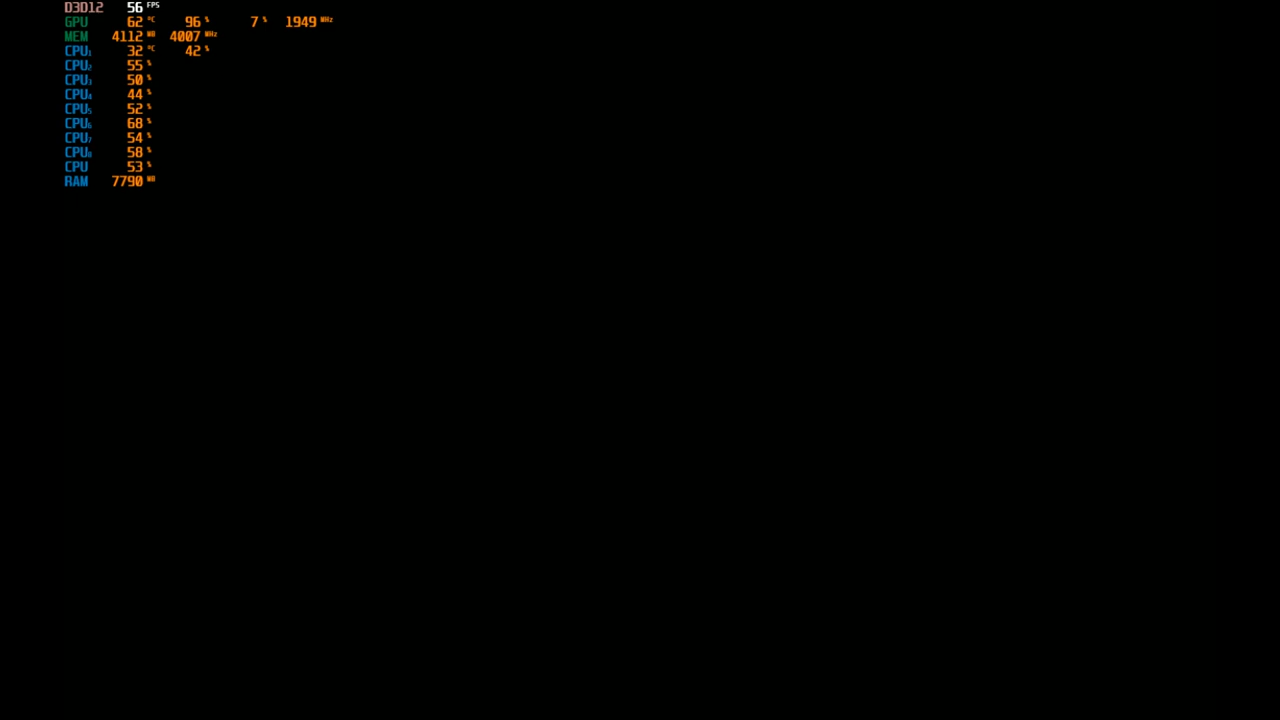 D3D12 56 FPS
GPU 62 °C 96 % 7 % 1949 MHz
MEM 4112 MB 4007 MHz
CPU1 32 °C 42 %
CPU2 55 %
CPU3 50 %
CPU4 44 %
CPU5 52 %
CPU6 68 %
CPU7 54 %
CPU8 58 %
CPU 53 %
RAM 7790 MB